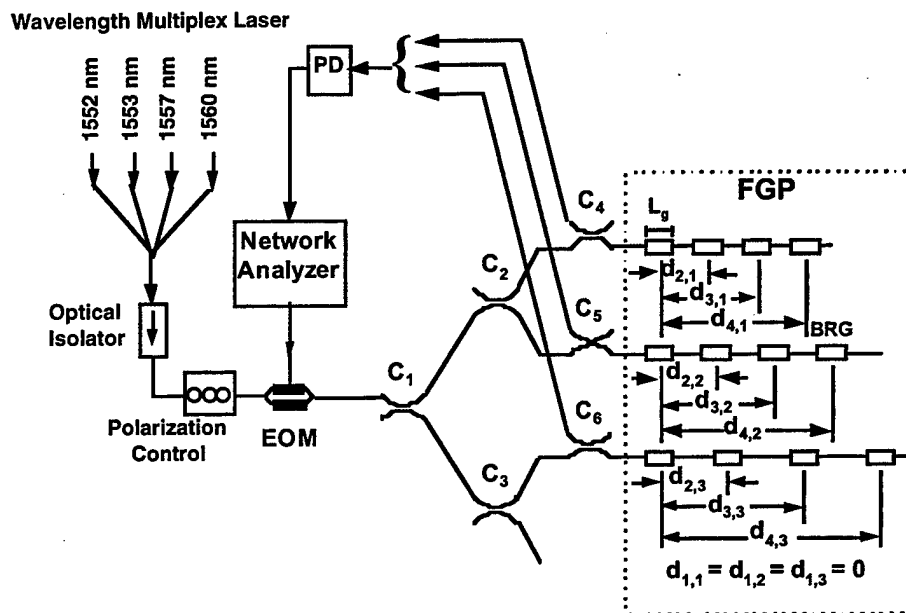 Wavelength Multiplex Laser
1552 nm
1553 nm
1557 nm
1560 nm
PD
Network
Analyzer
Optical
Isolator
Polarization
Control
EOM
C1
C2
C3
C4
C5
C6
FGP
Lg
d2,1
d3,1
d4,1
BRG
d2,2
d3,2
d4,2
d2,3
d3,3
d4,3
d1,1 = d1,2 = d1,3 = 0